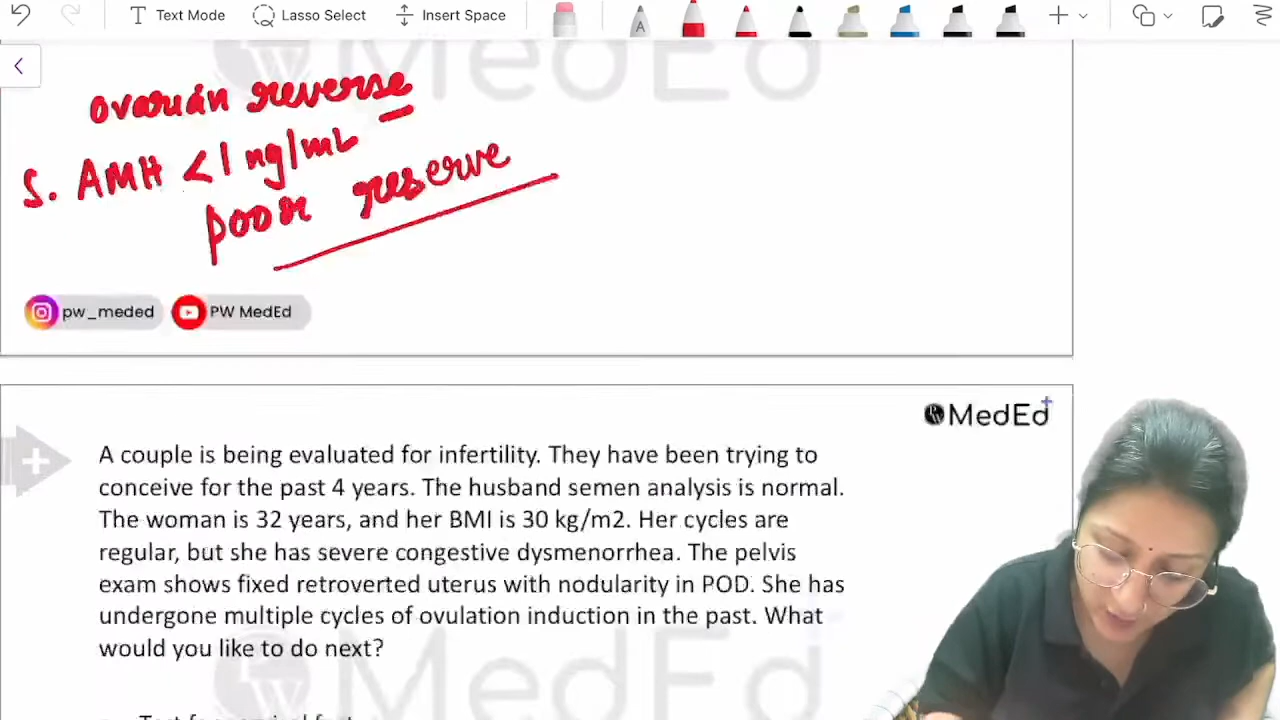 Text Mode
Lasso Select
Insert Space
MedEd
ovarian reverse
S. AMH < 1 ng/mL
poor reserve
pw_meded
PW MedEd
MedEd
A couple is being evaluated for infertility. They have been trying to
conceive for the past 4 years. The husband semen analysis is normal.
The woman is 32 years, and her BMI is 30 kg/m2. Her cycles are
regular, but she has severe congestive dysmenorrhea. The pelvis
exam shows fixed retroverted uterus with nodularity in POD. She has
undergone multiple cycles of ovulation induction in the past. What
would you like to do next?
MedEd